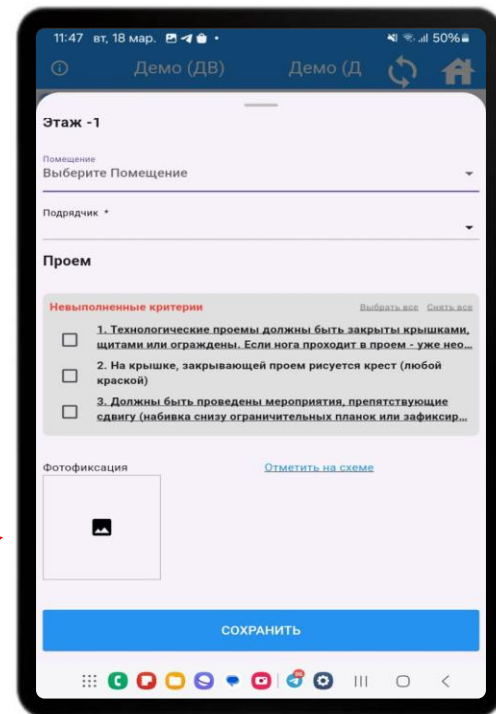 11:47 вт, 18 мар.
50%
Демо (ДВ) Демо (Д
Этаж -1
Помещение
Выберите Помещение
Подрядчик *
Проем
Невыполненные критерии Выбрать все Снять все
1. Технологические проемы должны быть закрыты крышками,
щитами или ограждены. Если нога проходит в проем - уже нео...
2. На крышке, закрывающей проем рисуется крест (любой
краской)
3. Должны быть проведены мероприятия, препятствующие
сдвигу (набивка снизу ограничительных планок или зафиксир...
Фотофиксация Отметить на схеме
СОХРАНИТЬ